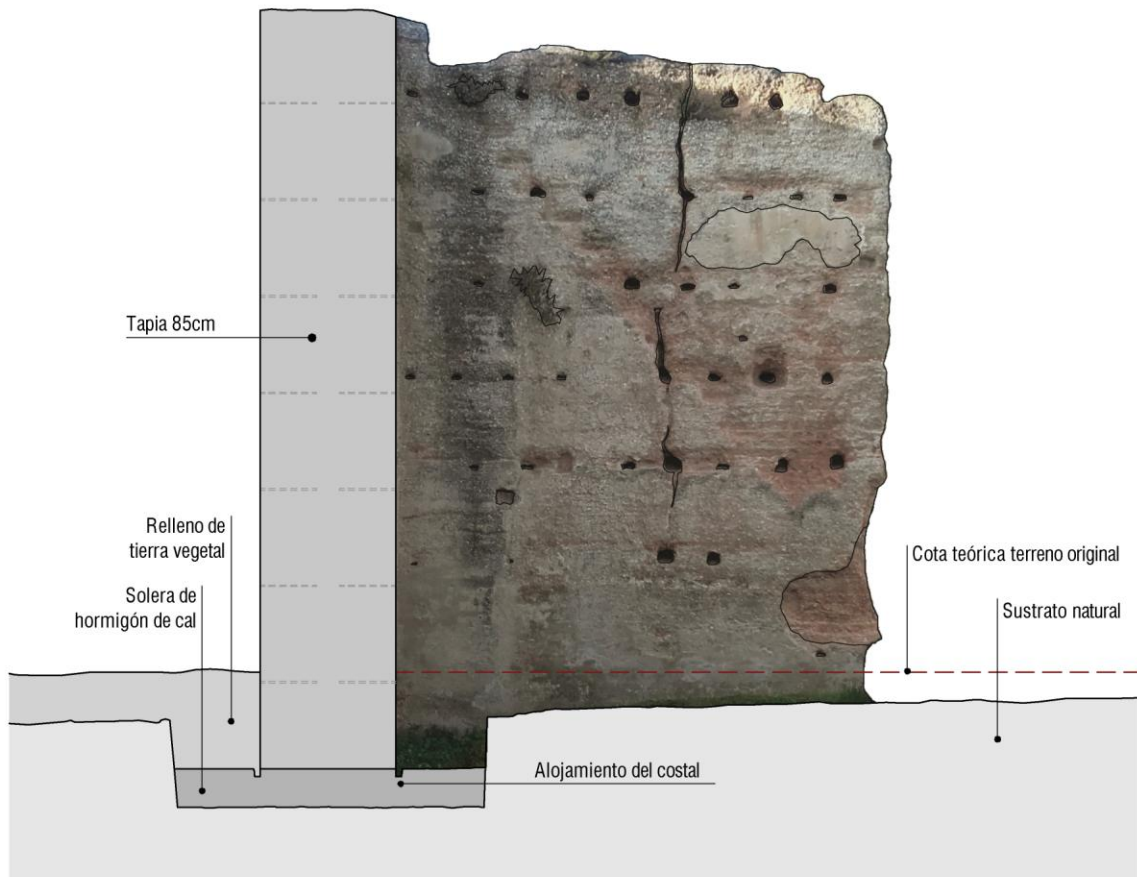 Tapia 85cm
Relleno de
tierra vegetal
Solera de
hormigón de cal
Cota teórica terreno original
Sustrato natural
Alojamiento del costal